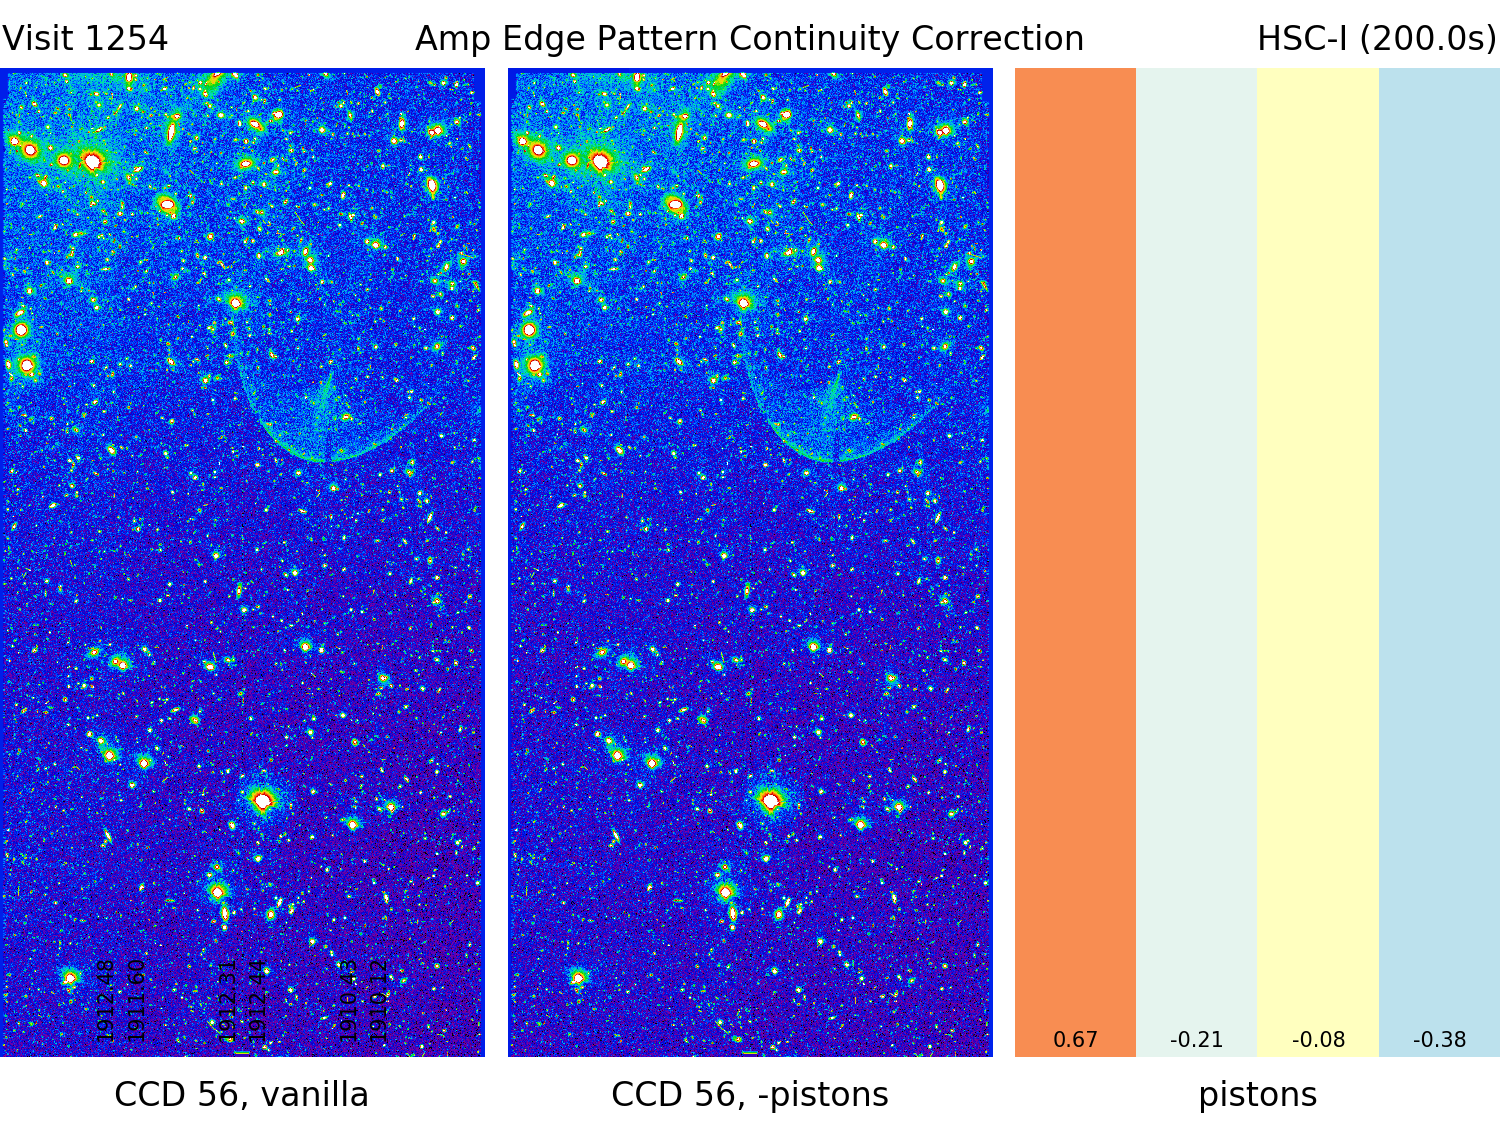 Visit 1254
Amp Edge Pattern Continuity Correction
HSC-I (200.0s)
1912.48
1911.60
1912.31
1912.44
1910.43
1910.12
0.67
-0.21
-0.08
-0.38
CCD 56, vanilla
CCD 56, -pistons
pistons